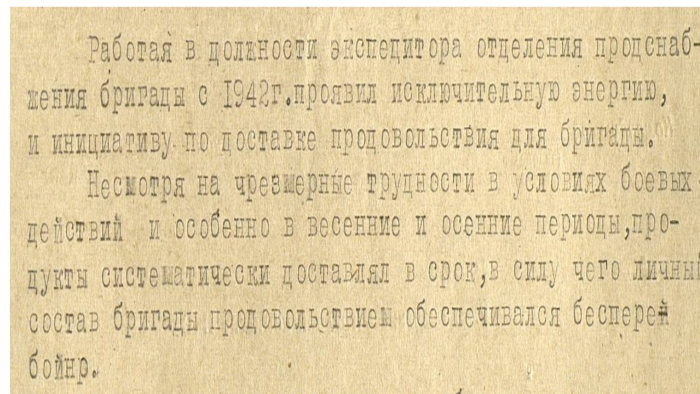 Работая в должности экспедитора отделения продснаб-
жения бригады с 1942г.проявил исключительную энергию,
и инициативу по доставке продовольствия для бригады.
Несмотря на чрезмерные трудности в условиях боевых
действий и особенно в весенние и осенние периоды,про-
дукты систематически доставлял в срок,в силу чего личный
состав бригады продовольствием обеспечивался бесперей
бойнр.